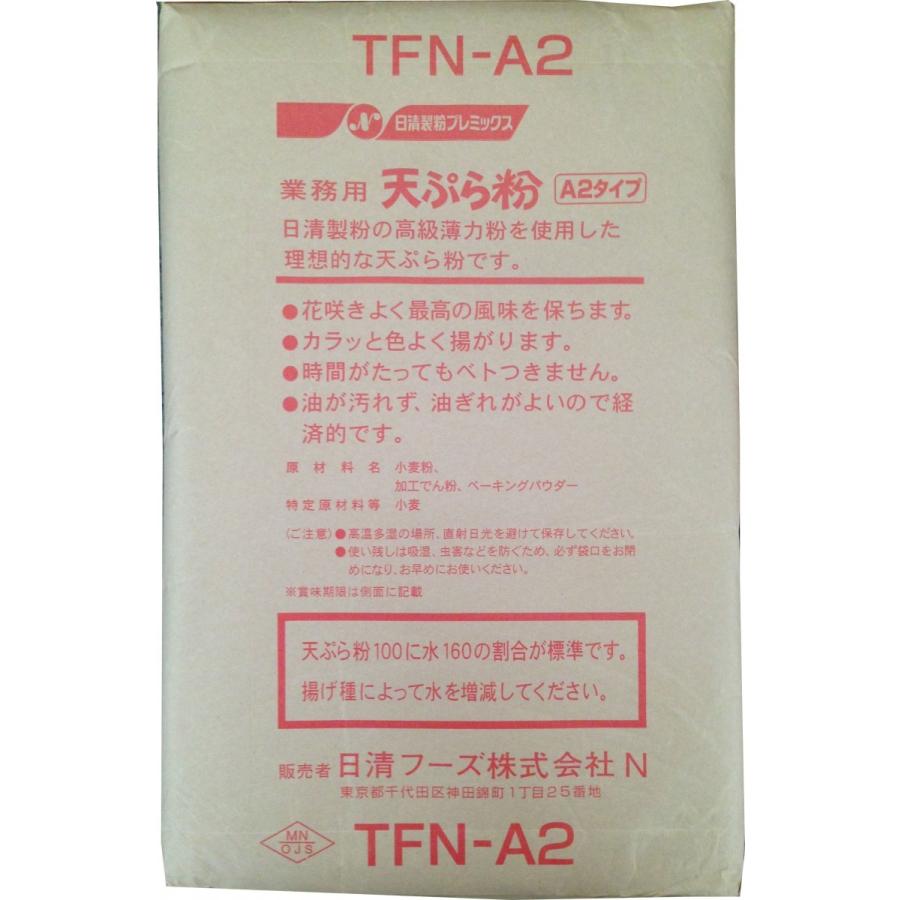 TFN-A2
N 日清製粉プレミックス
業務用 天ぷら粉 A2タイプ
日清製粉の高級薄力粉を使用した
理想的な天ぷら粉です。
●花咲きよく最高の風味を保ちます。
●カラッと色よく揚がります。
●時間がたってもベトつきません。
●油が汚れず、油ぎれがよいので経
済的です。
原材料名 小麦粉、
加工でん粉、ベーキングパウダー
特定原材料等 小麦
(ご注意)●高温多湿の場所、直射日光を避けて保存してください。
●使い残しは吸湿、虫害などを防ぐため、必ず袋口をお閉
めになり、お早めにお使いください。
※賞味期限は側面に記載
天ぷら粉100に水160の割合が標準です。
揚げ種によって水を増減してください。
販売者 日清フーズ株式会社 N
東京都千代田区神田錦町1丁目25番地
MN
OJS
TFN-A2